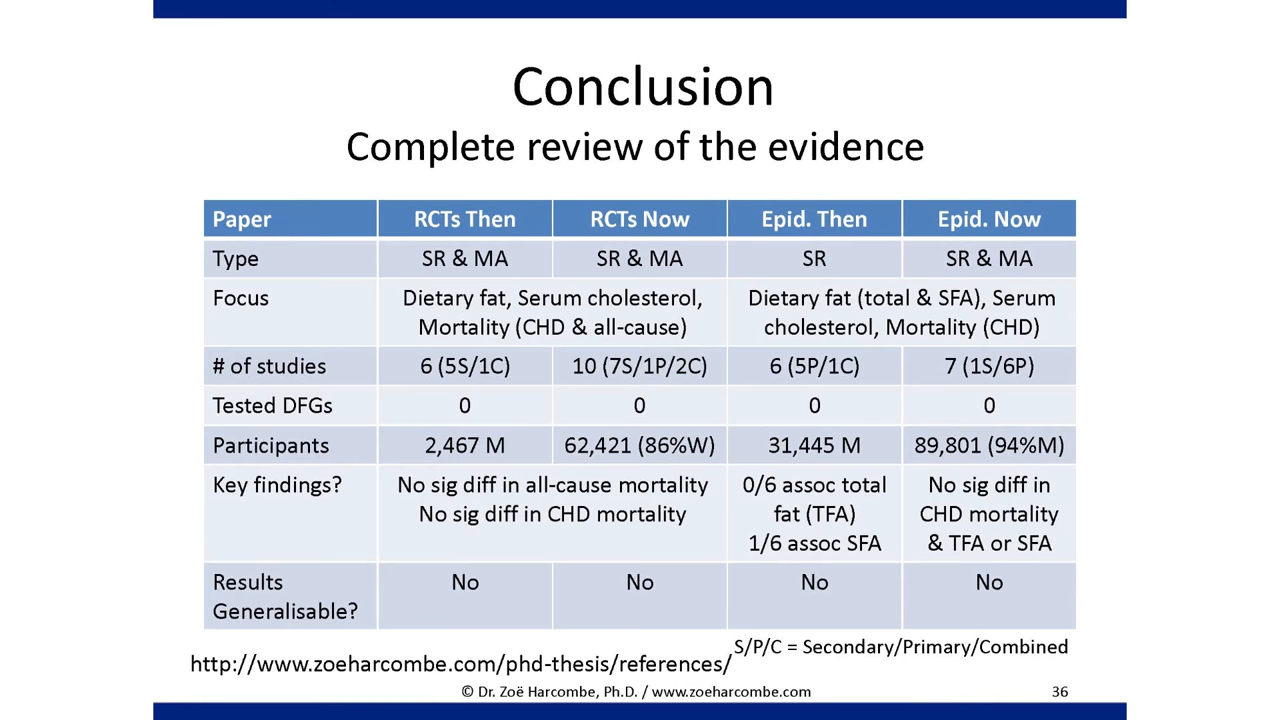 Conclusion
Complete review of the evidence
Paper RCTs Then RCTs Now Epid. Then Epid. Now
Type SR & MA SR & MA SR SR & MA
Focus Dietary fat, Serum cholesterol, Dietary fat (total & SFA), Serum
Mortality (CHD & all-cause) cholesterol, Mortality (CHD)
# of studies 6 (5S/1C) 10 (7S/1P/2C) 6 (5P/1C) 7 (1S/6P)
Tested DFGs 0 0 0 0
Participants 2,467 M 62,421 (86%W) 31,445 M 89,801 (94%M)
Key findings? No sig diff in all-cause mortality 0/6 assoc total No sig diff in
No sig diff in CHD mortality fat (TFA) CHD mortality
1/6 assoc SFA & TFA or SFA
Results No No No No
Generalisable?
S/P/C = Secondary/Primary/Combined
http://www.zoeharcombe.com/phd-thesis/references/
© Dr. Zoë Harcombe, Ph.D. / www.zoeharcombe.com 36